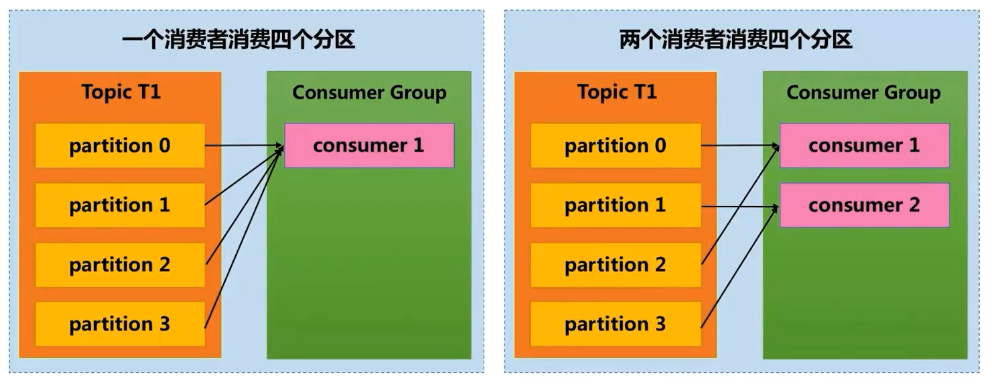 一个消费者消费四个分区
Topic T1
partition 0
partition 1
partition 2
partition 3
Consumer Group
consumer 1
两个消费者消费四个分区
Topic T1
partition 0
partition 1
partition 2
partition 3
Consumer Group
consumer 1
consumer 2